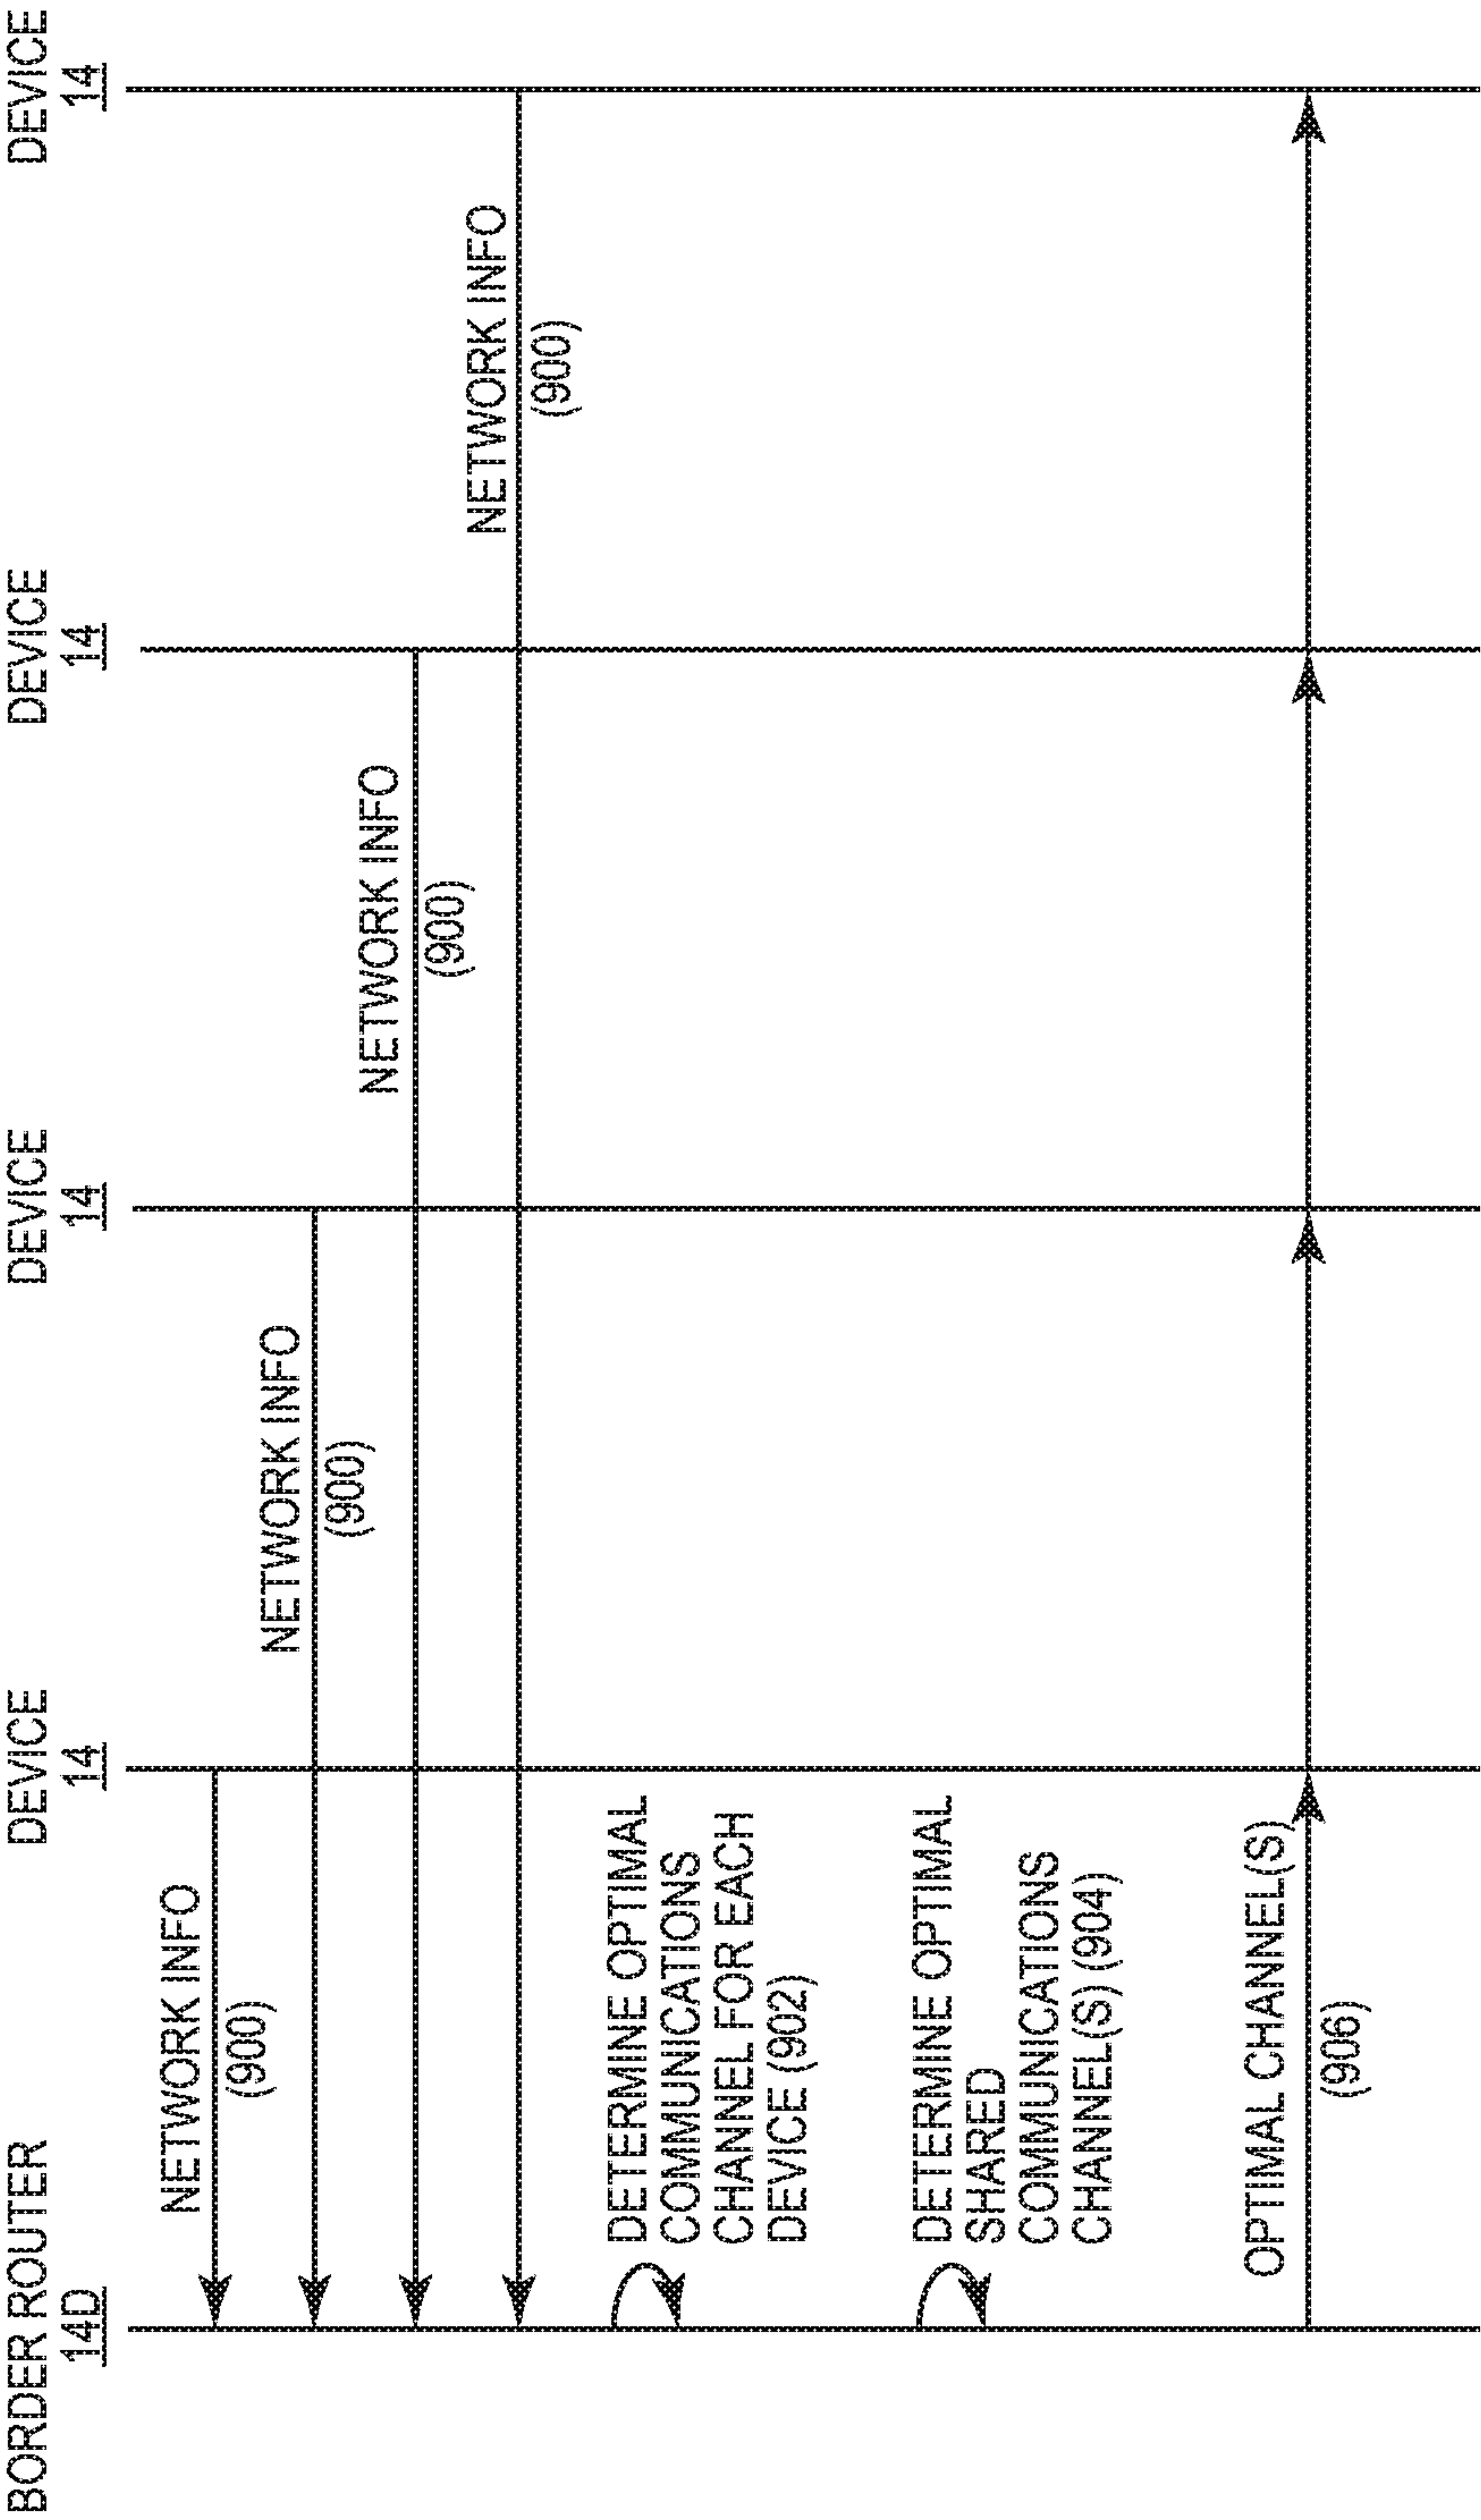 BORDER ROUTER
14D
DEVICE
14
DEVICE
14
DEVICE
14
DEVICE
14
NETWORK INFO
(900)
NETWORK INFO
(900)
NETWORK INFO
(900)
NETWORK INFO
(900)
DETERMINE OPTIMAL
COMMUNICATIONS
CHANNEL FOR EACH
DEVICE (902)
DETERMINE OPTIMAL
SHARED
COMMUNICATIONS
CHANNEL(S) (904)
OPTIMAL CHANNEL(S)
(906)